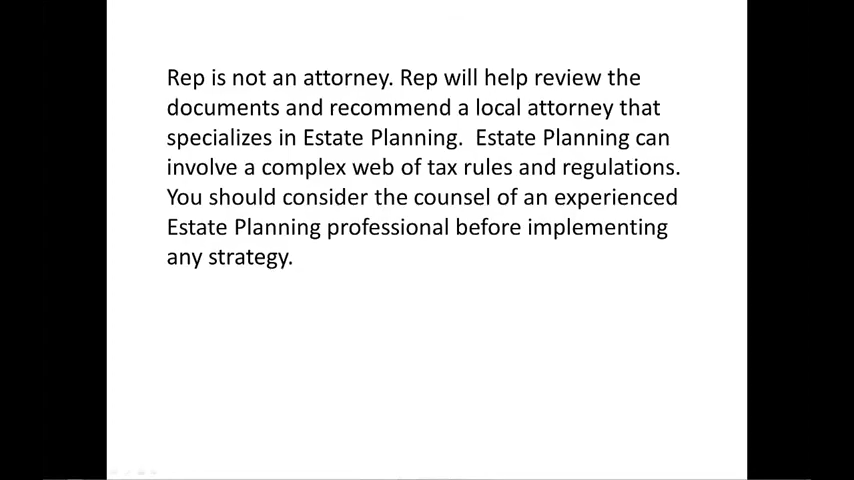 Rep is not an attorney. Rep will help review the
documents and recommend a local attorney that
specializes in Estate Planning.  Estate Planning can
involve a complex web of tax rules and regulations.
You should consider the counsel of an experienced
Estate Planning professional before implementing
any strategy.